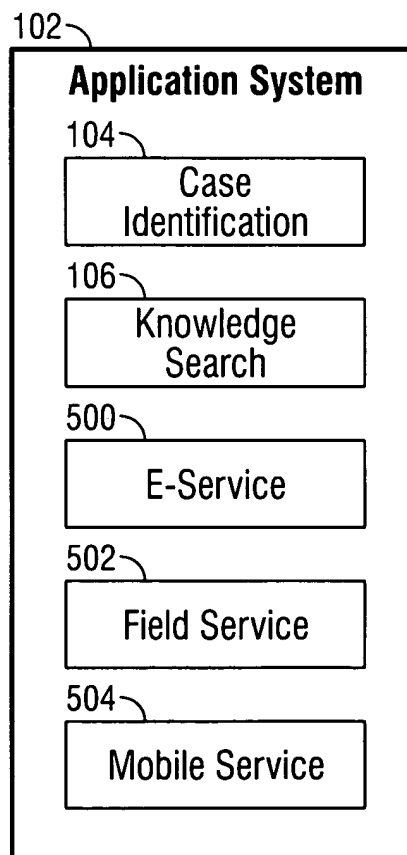 102
Application System
104
Case
Identification
106
Knowledge
Search
500
E-Service
502
Field Service
504
Mobile Service